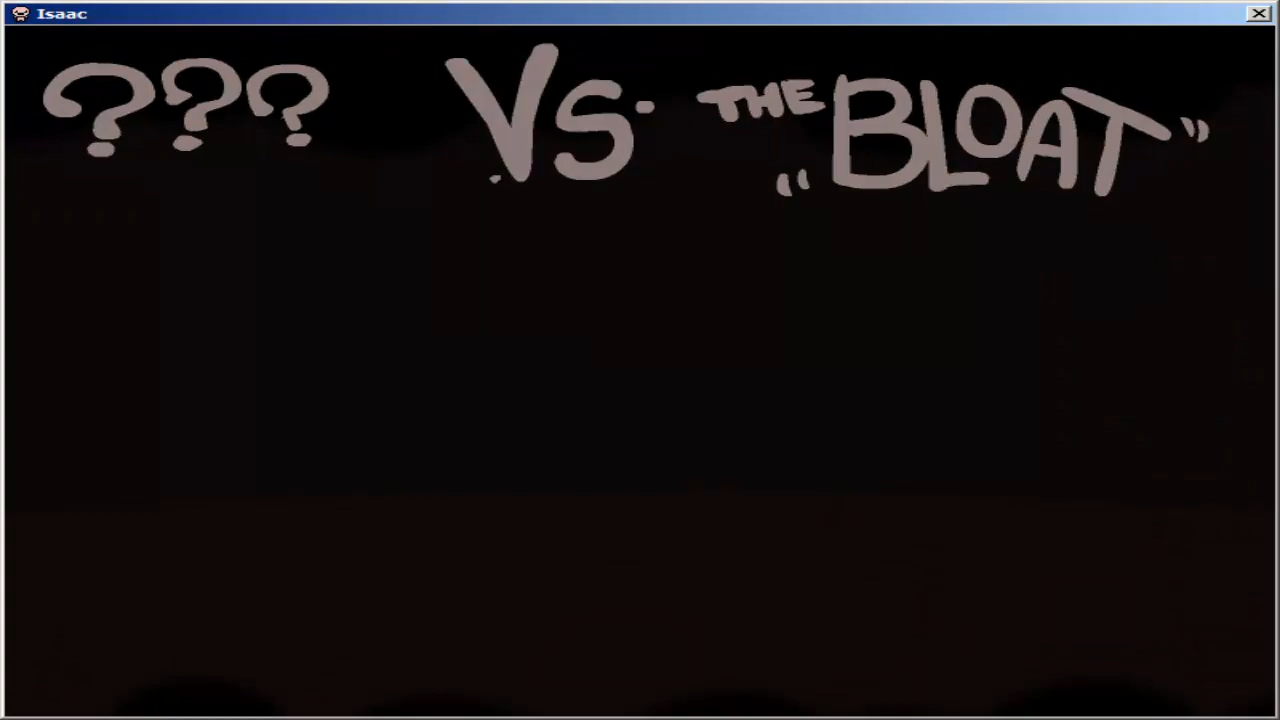 Isaac
??? VS. THE "BLOAT"